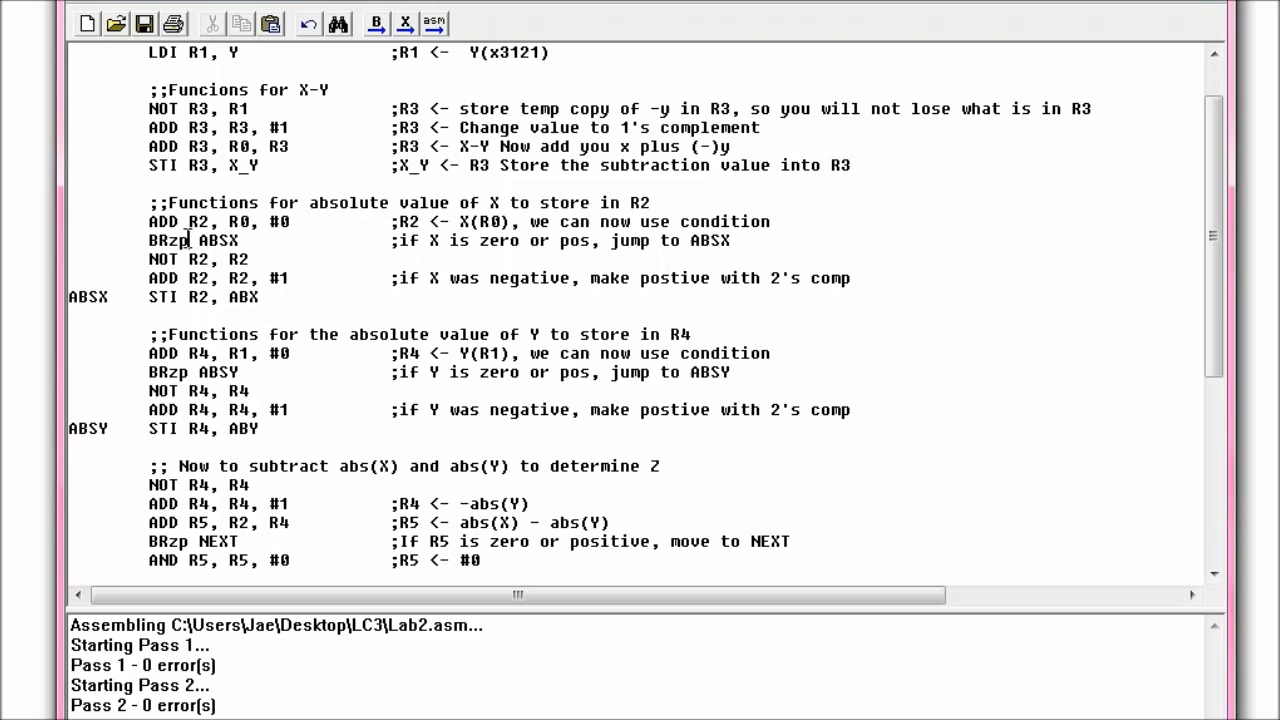 B X asm
LDI R1, Y ;R1 <- Y(x3121)
;;Funcions for X-Y
NOT R3, R1 ;R3 <- store temp copy of -y in R3, so you will not lose what is in R3
ADD R3, R3, #1 ;R3 <- Change value to 1's complement
ADD R3, R0, R3 ;R3 <- X-Y Now add you x plus (-)y
STI R3, X_Y ;X_Y <- R3 Store the subtraction value into R3
;;Functions for absolute value of X to store in R2
ADD R2, R0, #0 ;R2 <- X(R0), we can now use condition
BRzp ABSX ;if X is zero or pos, jump to ABSX
NOT R2, R2
ADD R2, R2, #1 ;if X was negative, make postive with 2's comp
ABSX STI R2, ABX
;;Functions for the absolute value of Y to store in R4
ADD R4, R1, #0 ;R4 <- Y(R1), we can now use condition
BRzp ABSY ;if Y is zero or pos, jump to ABSY
NOT R4, R4
ADD R4, R4, #1 ;if Y was negative, make postive with 2's comp
ABSY STI R4, ABY
;; Now to subtract abs(X) and abs(Y) to determine Z
NOT R4, R4
ADD R4, R4, #1 ;R4 <- -abs(Y)
ADD R5, R2, R4 ;R5 <- abs(X) - abs(Y)
BRzp NEXT ;If R5 is zero or positive, move to NEXT
AND R5, R5, #0 ;R5 <- #0
Assembling C:\Users\Jae\Desktop\LC3\Lab2.asm...
Starting Pass 1...
Pass 1 - 0 error(s)
Starting Pass 2...
Pass 2 - 0 error(s)